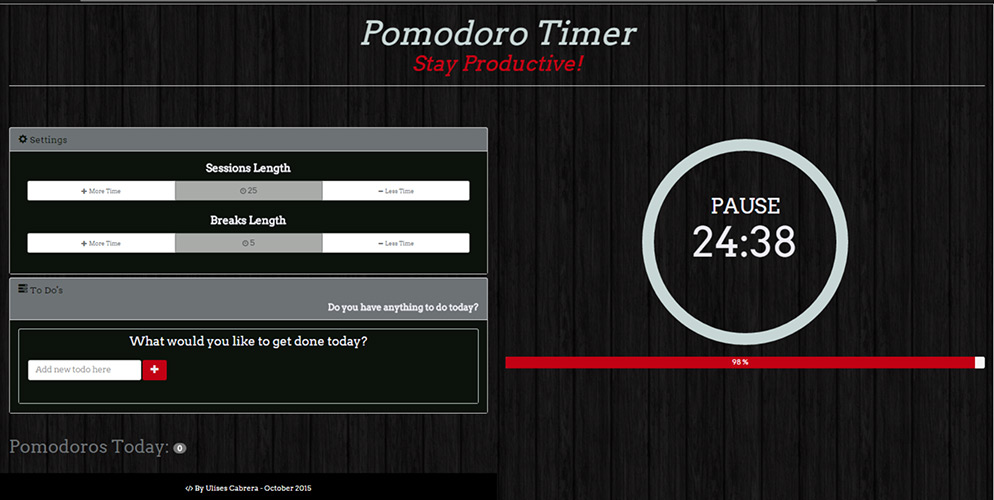 Pomodoro Timer
Stay Productive!
Settings
Sessions Length
+ More Time 25 - Less Time
Breaks Length
+ More Time 5 - Less Time
To Do's
Do you have anything to do today?
What would you like to get done today?
Add new todo here +
Pomodoros Today: 0
</> By Ulises Cabrera - October 2015
PAUSE
24:38
98 %